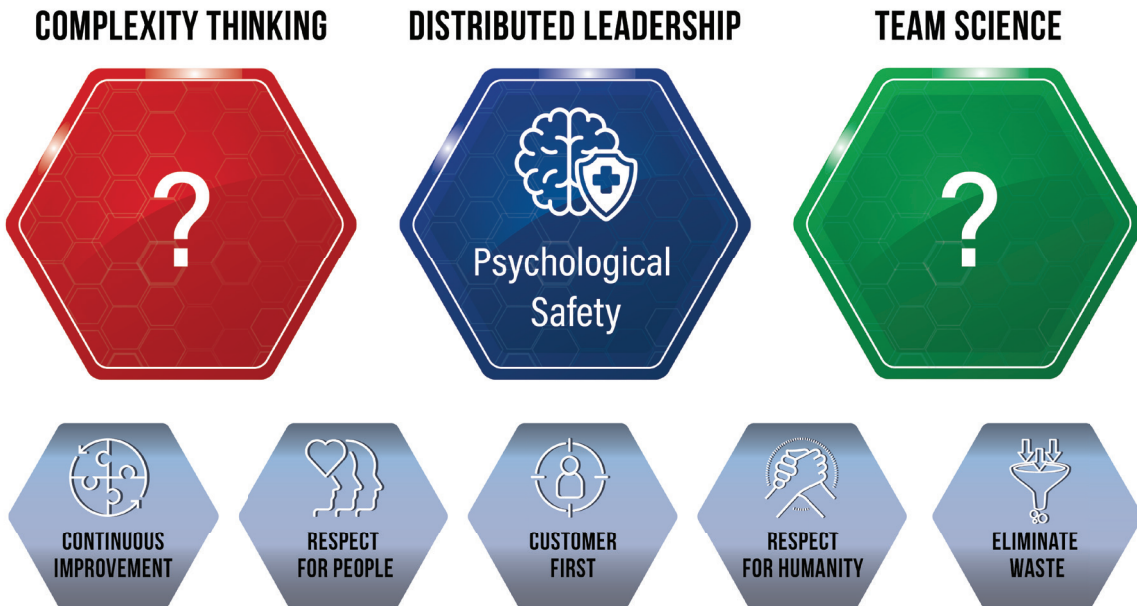 COMPLEXITY THINKING
DISTRIBUTED LEADERSHIP
TEAM SCIENCE
?
Psychological
Safety
?
CONTINUOUS
IMPROVEMENT
RESPECT
FOR PEOPLE
CUSTOMER
FIRST
RESPECT
FOR HUMANITY
ELIMINATE
WASTE